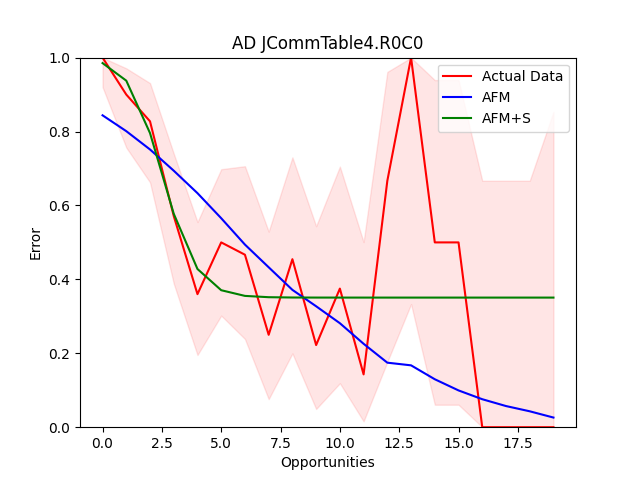 AD JCommTable4.R0C0
Actual Data
AFM
AFM+S
Error
1.0
0.8
0.6
0.4
0.2
0.0
0.0 2.5 5.0 7.5 10.0 12.5 15.0 17.5
Opportunities